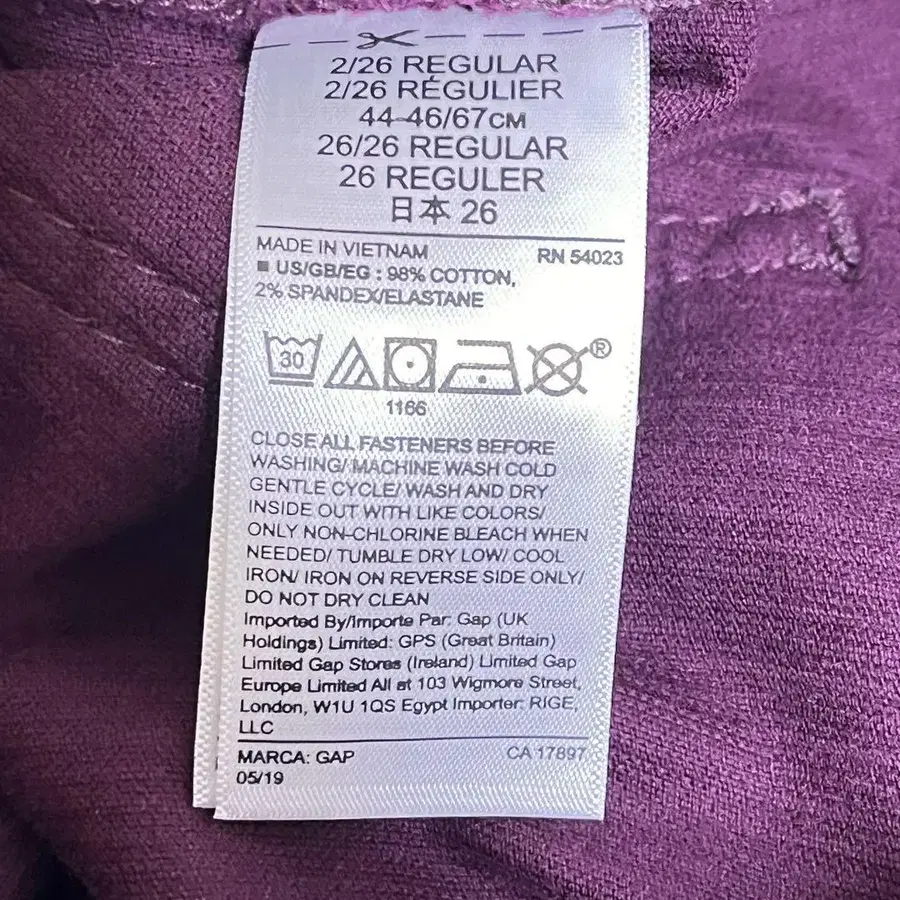 2/26 REGULAR
2/26 RÉGULIER
44-46/67CM
26/26 REGULAR
26 REGULER
日本 26
MADE IN VIETNAM RN 54023
US/GB/EG : 98% COTTON,
2% SPANDEX/ELASTANE
30 ®
1166
CLOSE ALL FASTENERS BEFORE
WASHING/ MACHINE WASH COLD
GENTLE CYCLE/ WASH AND DRY
INSIDE OUT WITH LIKE COLORS/
ONLY NON-CHLORINE BLEACH WHEN
NEEDED/ TUMBLE DRY LOW/ COOL
IRON/ IRON ON REVERSE SIDE ONLY/
DO NOT DRY CLEAN
Imported By/Importe Par: Gap (UK
Holdings) Limited: GPS (Great Britain)
Limited Gap Stores (Ireland) Limited Gap
Europe Limited All at 103 Wigmore Street,
London, W1U 1QS Egypt Importer: RIGE,
LLC
MARCA: GAP CA 17897
05/19